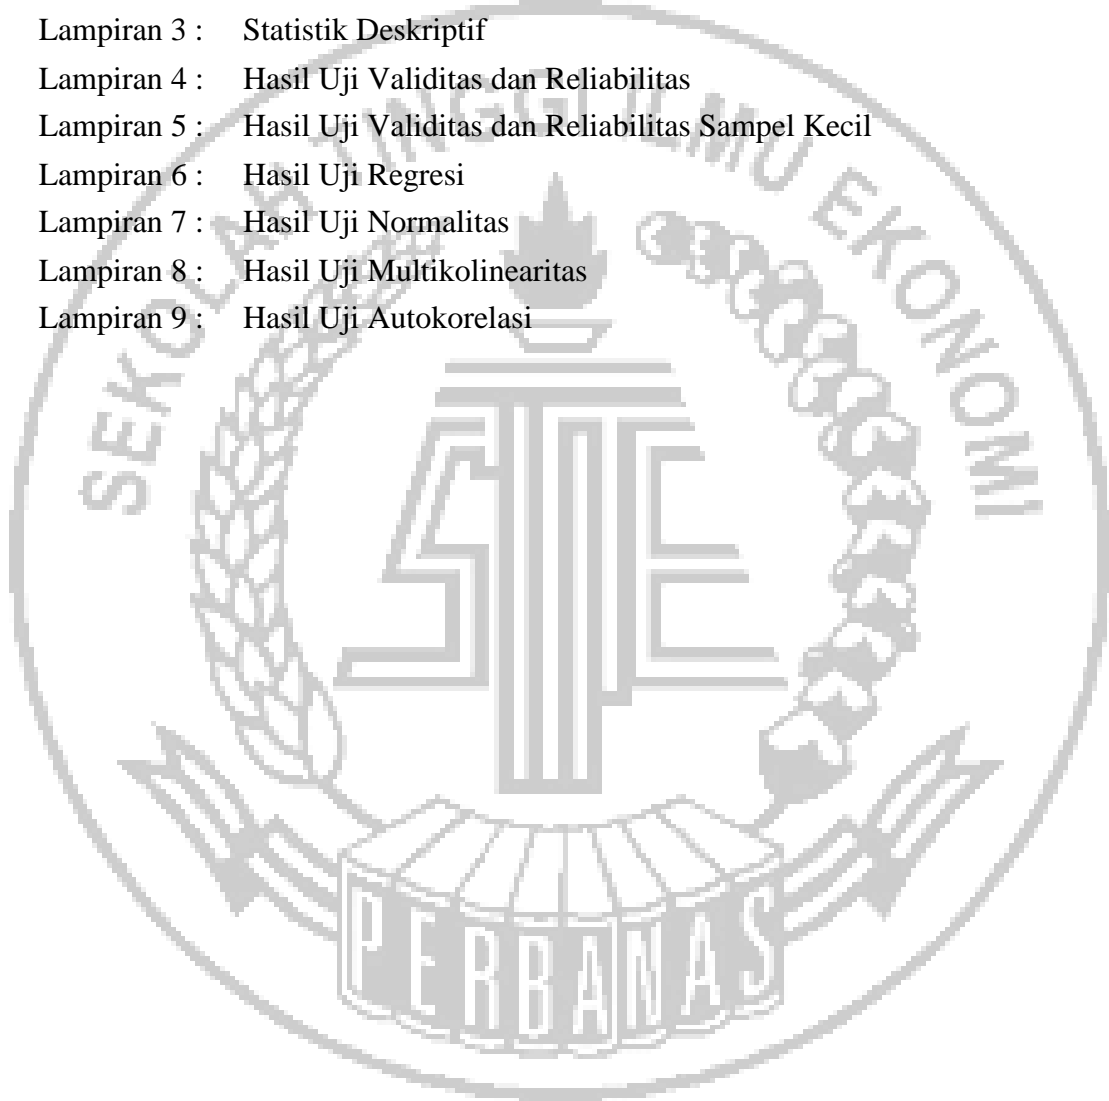 Lampiran 3 : Statistik Deskriptif
Lampiran 4 : Hasil Uji Validitas dan Reliabilitas
Lampiran 5 : Hasil Uji Validitas dan Reliabilitas Sampel Kecil
Lampiran 6 : Hasil Uji Regresi
Lampiran 7 : Hasil Uji Normalitas
Lampiran 8 : Hasil Uji Multikolinearitas
Lampiran 9 : Hasil Uji Autokorelasi
SEKOLAH TINGGI ILMU EKONOMI
STIE
PERBANAS